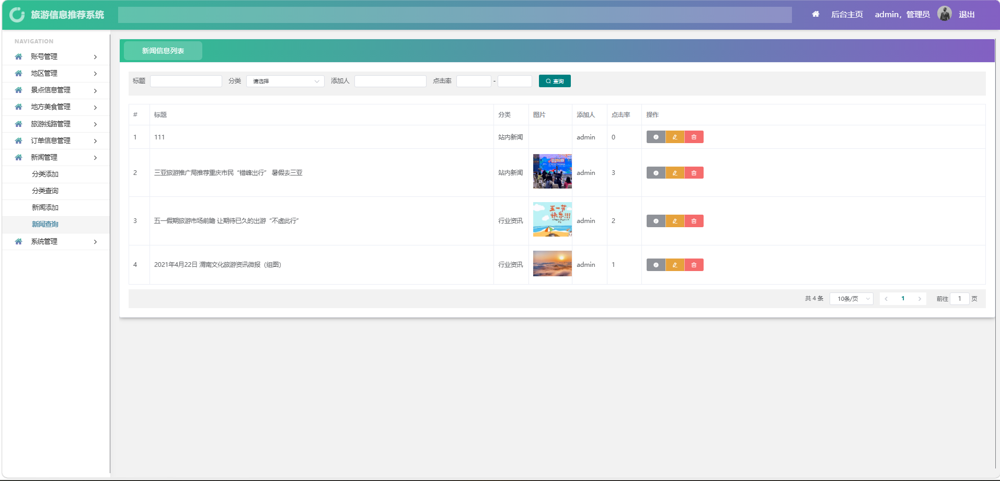 旅游信息推荐系统
后台主页 admin，管理员 退出
NAVIGATION
账号管理
地区管理
景点信息管理
地方美食管理
旅游线路管理
订单信息管理
新闻管理
分类添加
分类查询
新闻添加
新闻查询
系统管理
新闻信息列表
标题 分类 请选择 添加人 点击率 - 查询
# 标题 分类 图片 添加人 点击率 操作
1 111 站内新闻 admin 0
2 三亚旅游推广局推荐重庆市民“错峰出行” 暑假去三亚 站内新闻 admin 3
3 五一假期旅游市场前瞻 让期待已久的出游“不虚此行” 行业资讯 五一节 快乐!!! admin 2
4 2021年4月22日 渭南文化旅游资讯微报（组图） 行业资讯 admin 1
共 4 条 10条/页 1 前往 1 页